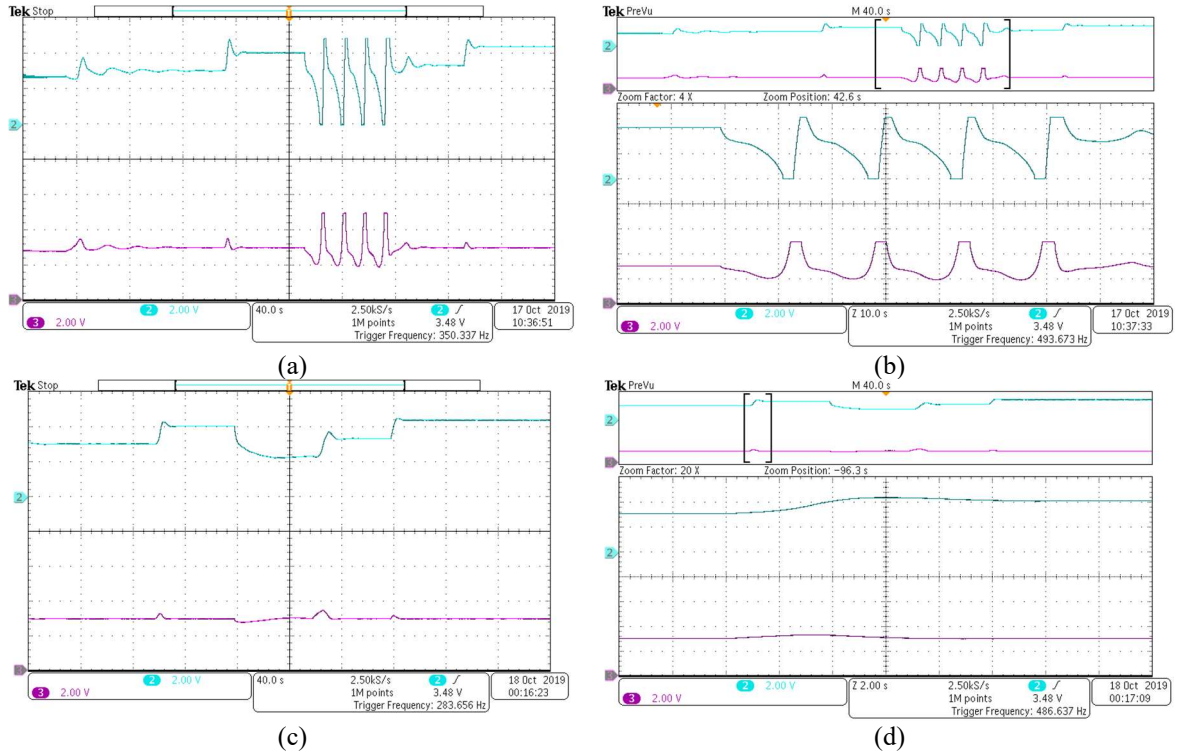 Tek Stop
2
3
2 2.00 V
3 2.00 V
40.0 s 2.50kS/s 2
1M points 3.48 V
Trigger Frequency: 350.337 Hz
17 Oct 2019
10:36:51
(a)
Tek PreVu M 40.0 s
2
3
Zoom Factor: 4 X Zoom Position: 42.6 s
2
3
2 2.00 V
3 2.00 V
Z 10.0 s 2.50kS/s 2
1M points 3.48 V
Trigger Frequency: 493.673 Hz
17 Oct 2019
10:37:33
(b)
Tek Stop
2
3
2 2.00 V
3 2.00 V
40.0 s 2.50kS/s 2
1M points 3.48 V
Trigger Frequency: 283.656 Hz
18 Oct 2019
00:16:23
(c)
Tek PreVu M 40.0 s
2
3
Zoom Factor: 20 X Zoom Position: −96.3 s
2
3
2 2.00 V
3 2.00 V
Z 2.00 s 2.50kS/s 2
1M points 3.48 V
Trigger Frequency: 486.637 Hz
18 Oct 2019
00:17:09
(d)